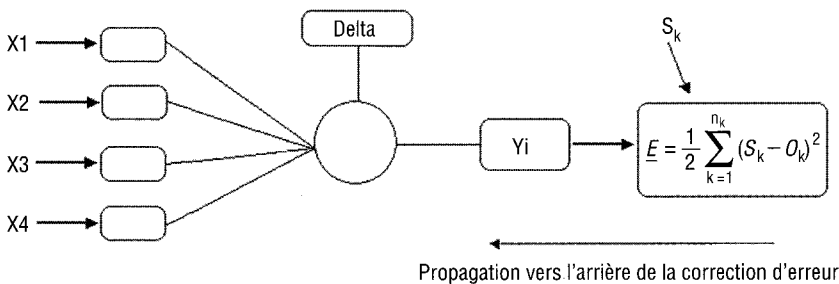 Delta
S_k
X1
X2
X3
X4
Yi
E = 1/2 ∑_{k=1}^{n_k} (S_k – O_k)^2
Propagation vers l'arrière de la correction d'erreur